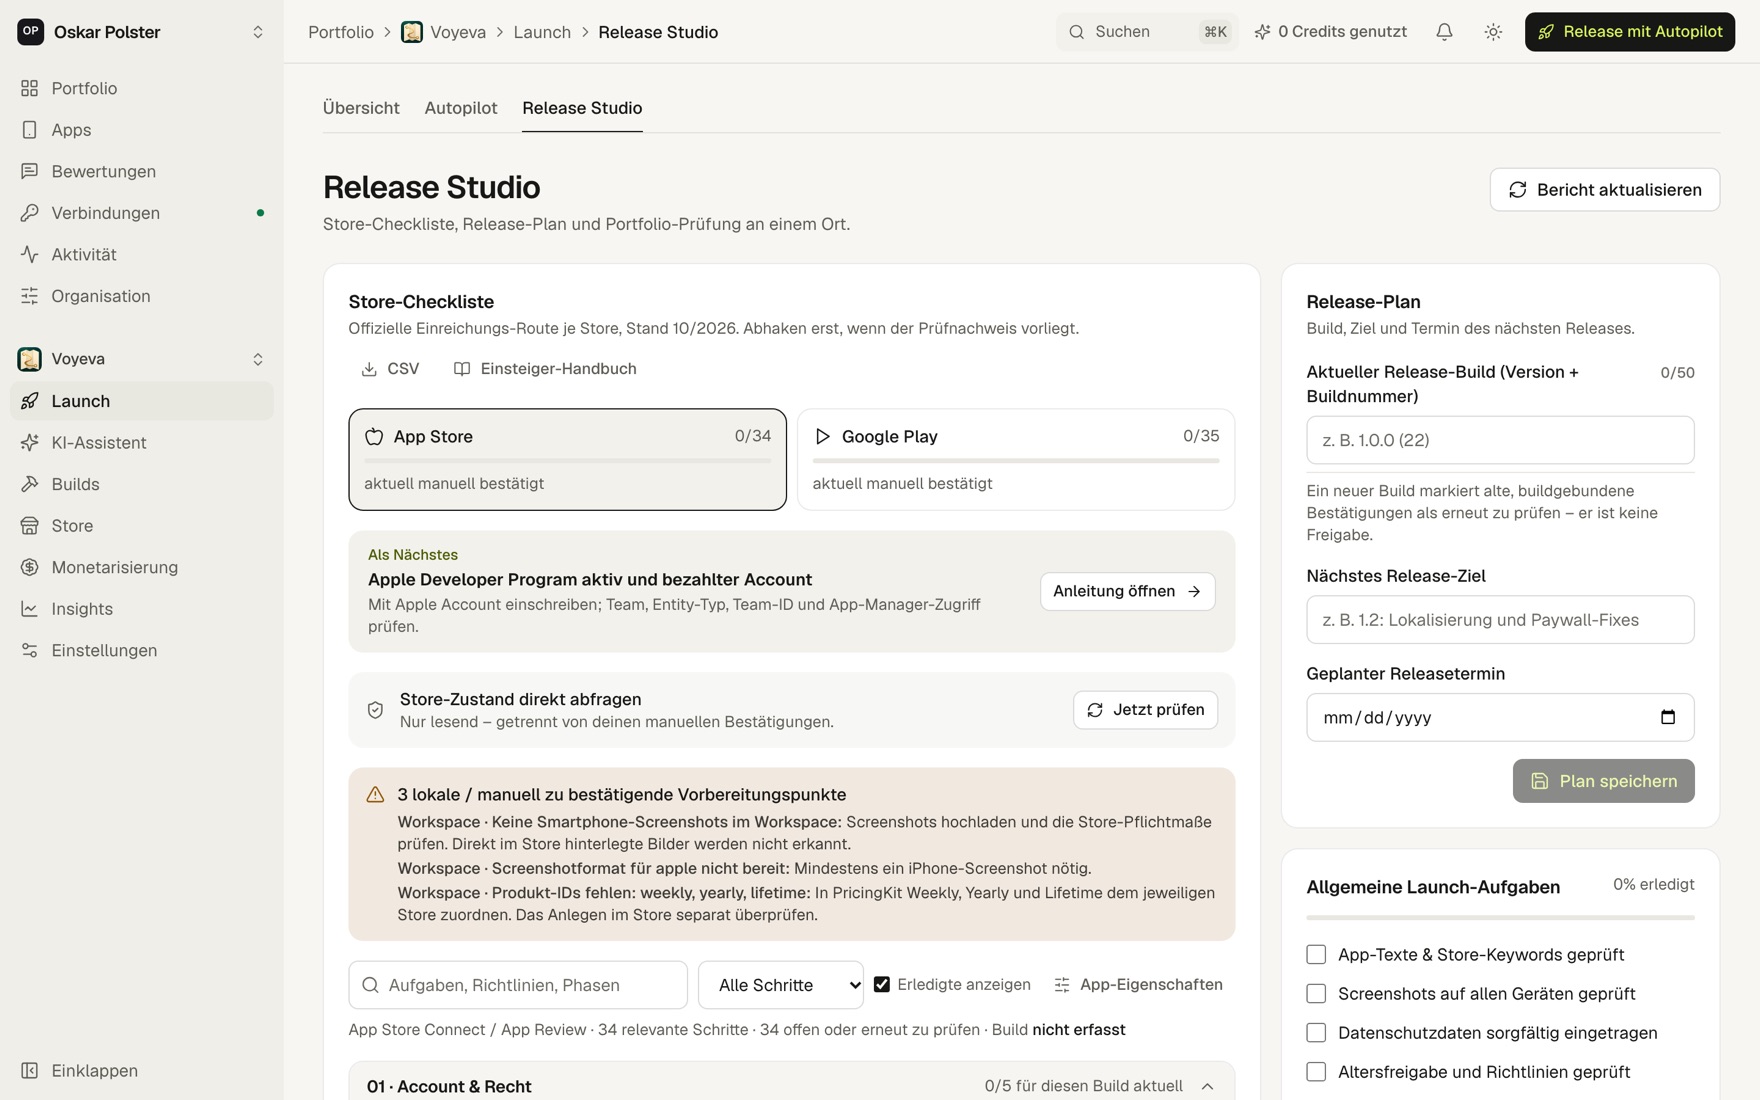 OP Oskar Polster
Portfolio
Apps
Bewertungen
Verbindungen
Aktivität
Organisation
Voyeva
Launch
KI-Assistent
Builds
Store
Monetarisierung
Insights
Einstellungen
Einklappen
Portfolio > Voyeva > Launch > Release Studio
Suchen ⌘K
0 Credits genutzt
Release mit Autopilot
Übersicht Autopilot Release Studio
Release Studio
Store-Checkliste, Release-Plan und Portfolio-Prüfung an einem Ort.
Bericht aktualisieren
Store-Checkliste
Offizielle Einreichungs-Route je Store, Stand 10/2026. Abhaken erst, wenn der Prüfnachweis vorliegt.
CSV Einsteiger-Handbuch
App Store 0/34
aktuell manuell bestätigt
Google Play 0/35
aktuell manuell bestätigt
Als Nächstes
Apple Developer Program aktiv und bezahlter Account
Mit Apple Account einschreiben; Team, Entity-Typ, Team-ID und App-Manager-Zugriff
prüfen.
Anleitung öffnen
Store-Zustand direkt abfragen
Nur lesend – getrennt von deinen manuellen Bestätigungen.
Jetzt prüfen
3 lokale / manuell zu bestätigende Vorbereitungspunkte
Workspace · Keine Smartphone-Screenshots im Workspace: Screenshots hochladen und die Store-Pflichtmaße
prüfen. Direkt im Store hinterlegte Bilder werden nicht erkannt.
Workspace · Screenshotformat für apple nicht bereit: Mindestens ein iPhone-Screenshot nötig.
Workspace · Produkt-IDs fehlen: weekly, yearly, lifetime: In PricingKit Weekly, Yearly und Lifetime dem jeweiligen
Store zuordnen. Das Anlegen im Store separat überprüfen.
Aufgaben, Richtlinien, Phasen
Alle Schritte
Erledigte anzeigen
App-Eigenschaften
App Store Connect / App Review · 34 relevante Schritte · 34 offen oder erneut zu prüfen · Build nicht erfasst
01 · Account & Recht 0/5 für diesen Build aktuell
Release-Plan
Build, Ziel und Termin des nächsten Releases.
Aktueller Release-Build (Version + 0/50
Buildnummer)
z. B. 1.0.0 (22)
Ein neuer Build markiert alte, buildgebundene
Bestätigungen als erneut zu prüfen – er ist keine
Freigabe.
Nächstes Release-Ziel
z. B. 1.2: Lokalisierung und Paywall-Fixes
Geplanter Releasetermin
mm/dd/yyyy
Plan speichern
Allgemeine Launch-Aufgaben 0% erledigt
App-Texte & Store-Keywords geprüft
Screenshots auf allen Geräten geprüft
Datenschutzdaten sorgfältig eingetragen
Altersfreigabe und Richtlinien geprüft